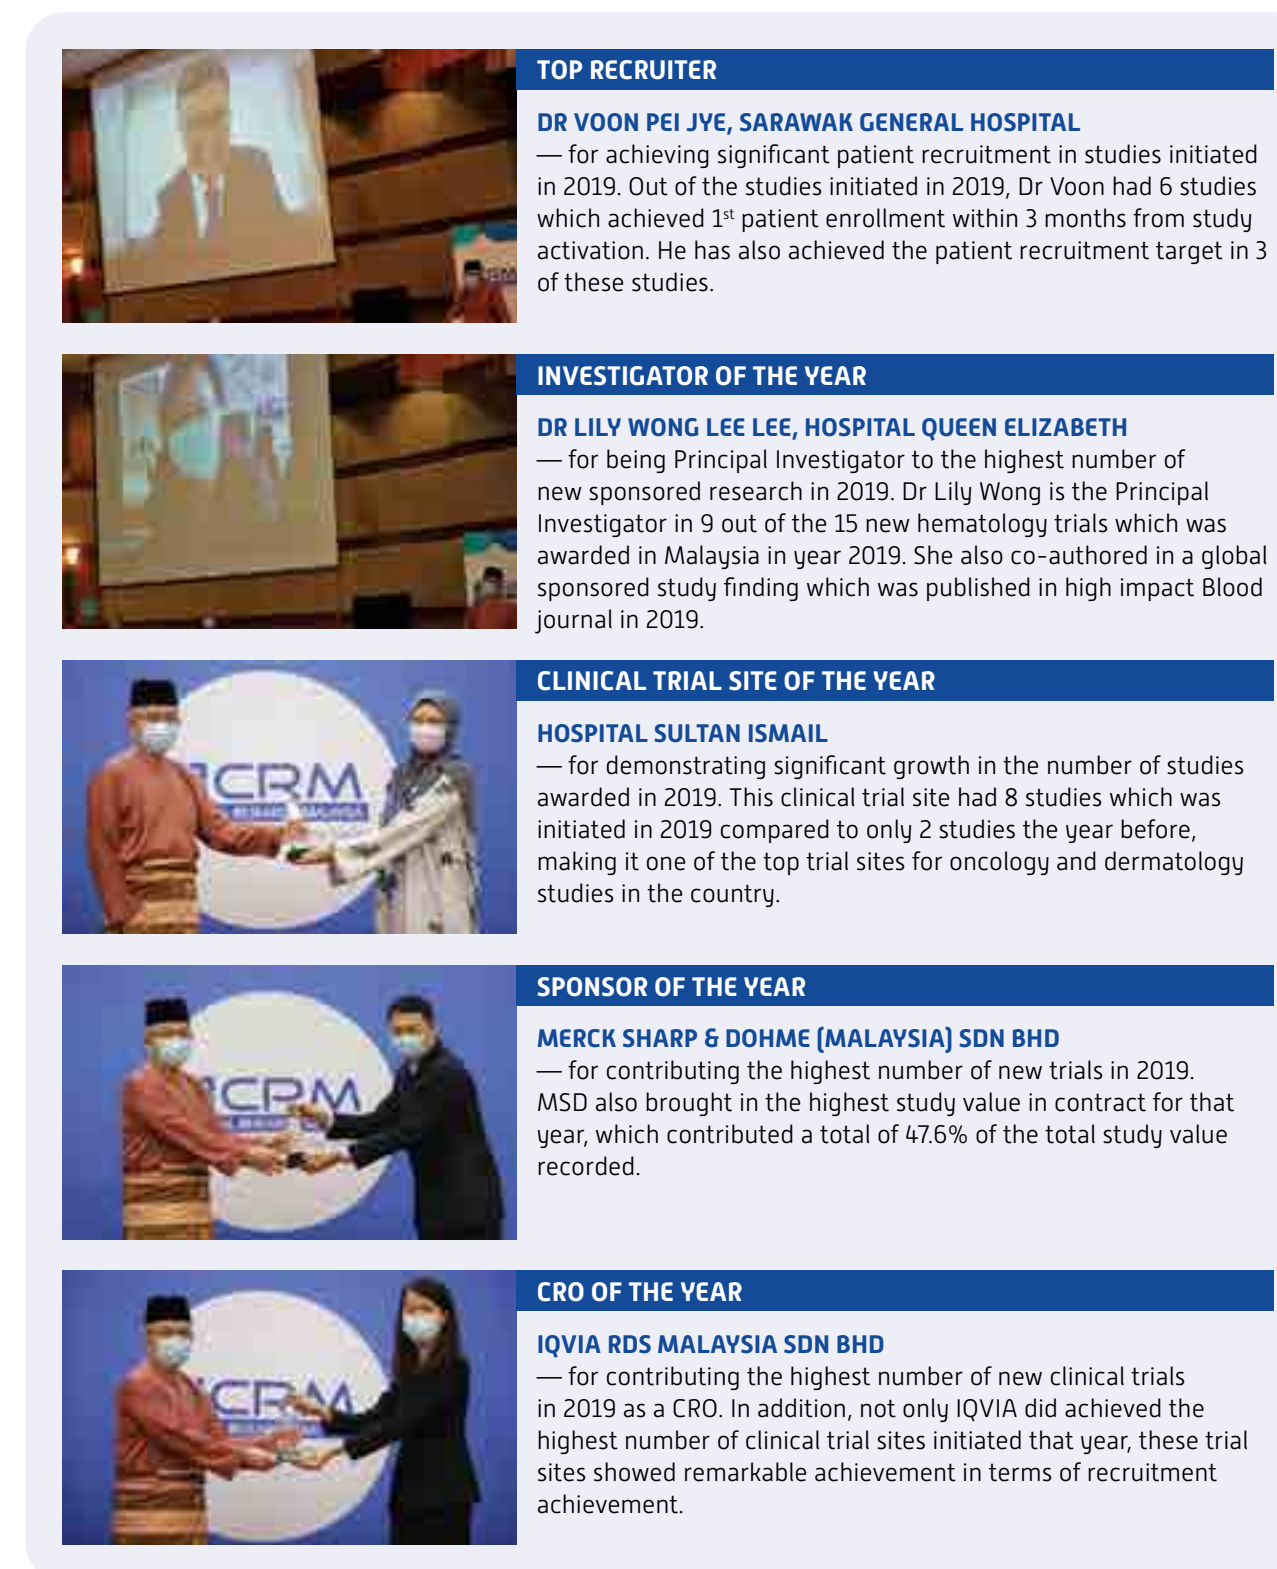 TOP RECRUITER
DR VOON PEI JYE, SARAWAK GENERAL HOSPITAL
— for achieving significant patient recruitment in studies initiated
in 2019. Out of the studies initiated in 2019, Dr Voon had 6 studies
which achieved 1st patient enrollment within 3 months from study
activation. He has also achieved the patient recruitment target in 3
of these studies.
INVESTIGATOR OF THE YEAR
DR LILY WONG LEE LEE, HOSPITAL QUEEN ELIZABETH
— for being Principal Investigator to the highest number of
new sponsored research in 2019. Dr Lily Wong is the Principal
Investigator in 9 out of the 15 new hematology trials which was
awarded in Malaysia in year 2019. She also co-authored in a global
sponsored study finding which was published in high impact Blood
journal in 2019.
CRM
CLINICAL TRIAL SITE OF THE YEAR
HOSPITAL SULTAN ISMAIL
— for demonstrating significant growth in the number of studies
awarded in 2019. This clinical trial site had 8 studies which was
initiated in 2019 compared to only 2 studies the year before,
making it one of the top trial sites for oncology and dermatology
studies in the country.
CRM
SPONSOR OF THE YEAR
MERCK SHARP & DOHME (MALAYSIA) SDN BHD
— for contributing the highest number of new trials in 2019.
MSD also brought in the highest study value in contract for that
year, which contributed a total of 47.6% of the total study value
recorded.
CRM
CRO OF THE YEAR
IQVIA RDS MALAYSIA SDN BHD
— for contributing the highest number of new clinical trials
in 2019 as a CRO. In addition, not only IQVIA did achieved the
highest number of clinical trial sites initiated that year, these trial
sites showed remarkable achievement in terms of recruitment
achievement.